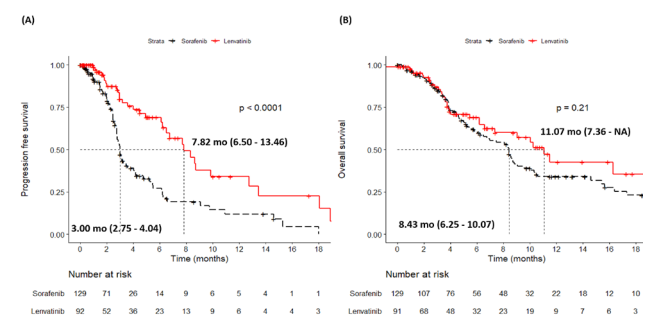 (A)
Strata Sorafenib Lenvatinib
Progression free survival
1.00
0.75
0.50
0.25
0.00
p < 0.0001
7.82 mo (6.50 - 13.46)
3.00 mo (2.75 - 4.04)
0 2 4 6 8 10 12 14 16 18
Time (months)
Number at risk
Sorafenib 129 71 26 14 9 6 5 4 1 1
Lenvatinib 92 52 36 23 13 9 6 4 4 3
(B)
Strata Sorafenib Lenvatinib
Overall survival
1.00
0.75
0.50
0.25
0.00
p = 0.21
11.07 mo (7.36 - NA)
8.43 mo (6.25 - 10.07)
0 2 4 6 8 10 12 14 16 18
Time (months)
Number at risk
Sorafenib 129 107 76 56 48 32 22 18 12 10
Lenvatinib 91 68 48 32 23 19 9 7 6 3